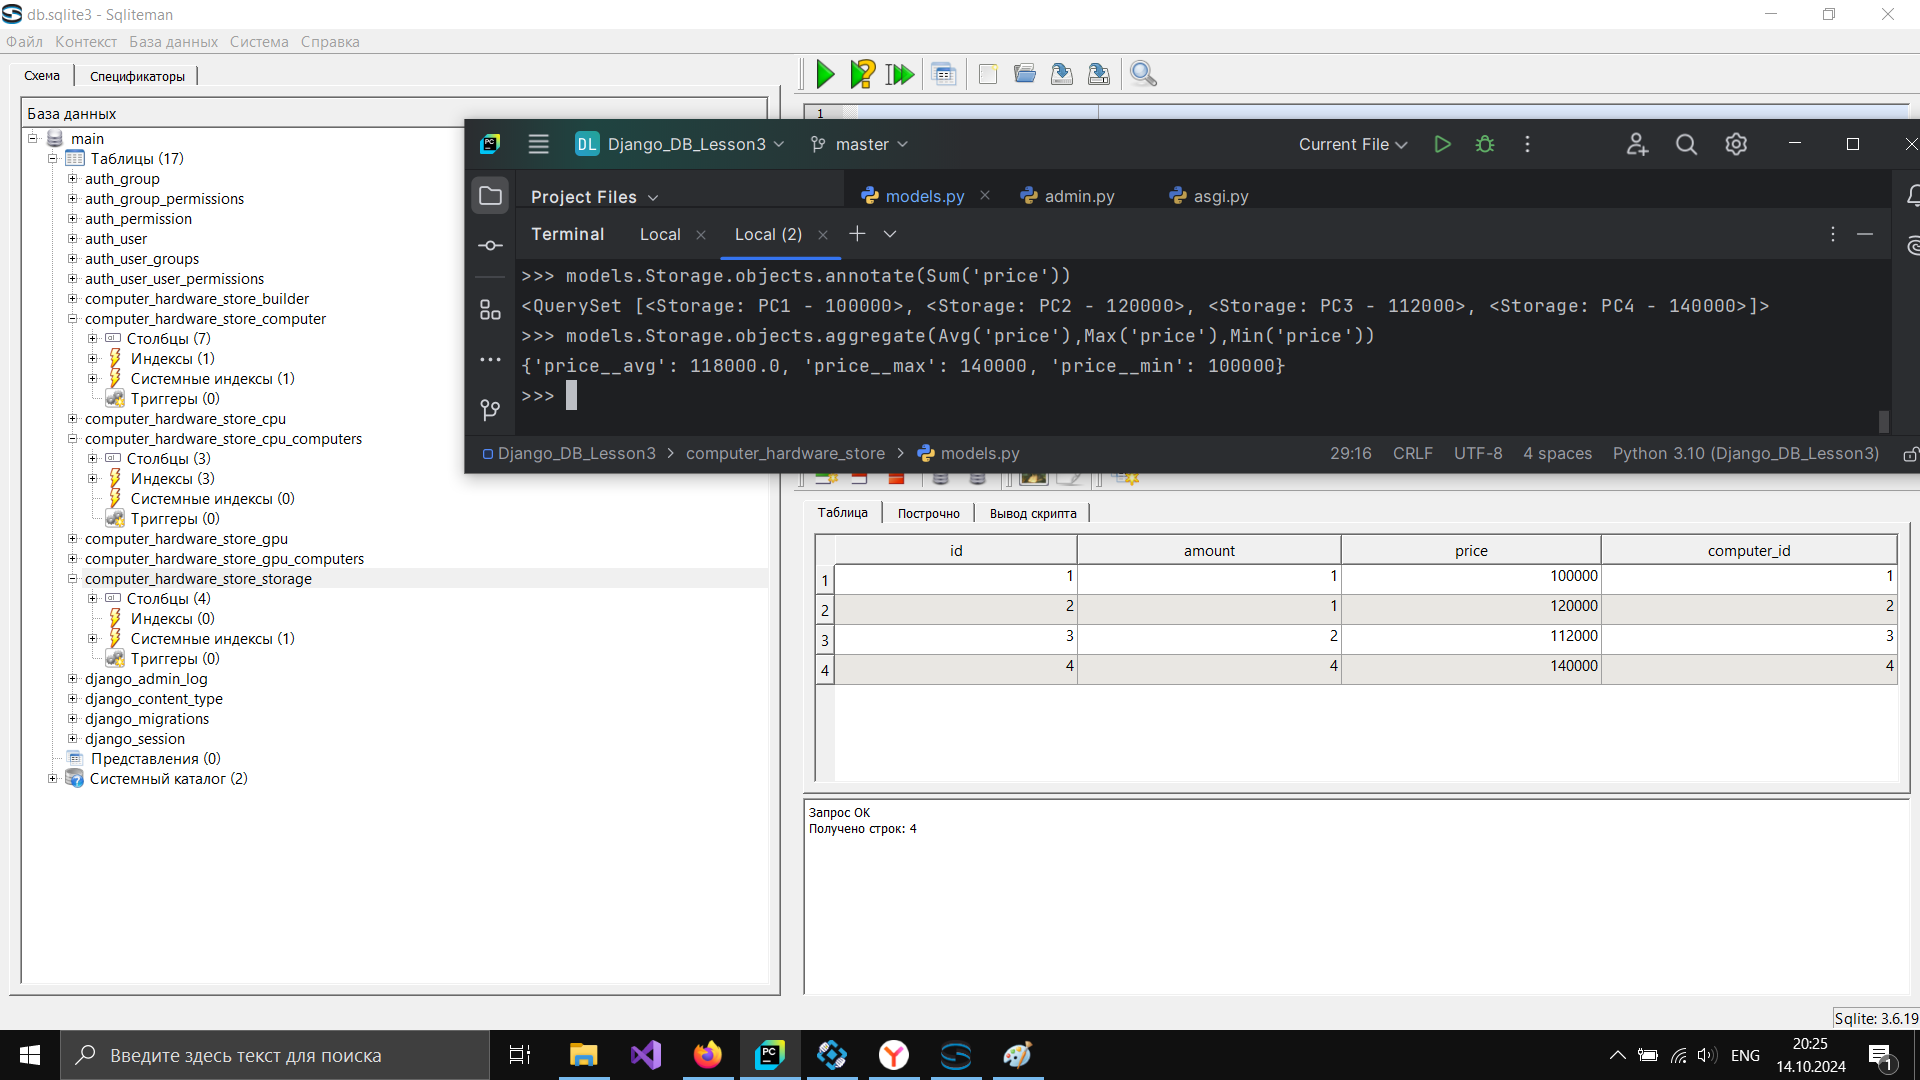 db.sqlite3 - Sqliteman
Файл Контекст База данных Система Справка
Схема Спецификаторы
База данных
main
Таблицы (17)
auth_group
auth_group_permissions
auth_permission
auth_user
auth_user_groups
auth_user_user_permissions
computer_hardware_store_builder
computer_hardware_store_computer
Столбцы (7)
Индексы (1)
Системные индексы (1)
Триггеры (0)
computer_hardware_store_cpu
computer_hardware_store_cpu_computers
Столбцы (3)
Индексы (3)
Системные индексы (0)
Триггеры (0)
computer_hardware_store_gpu
computer_hardware_store_gpu_computers
computer_hardware_store_storage
Столбцы (4)
Индексы (0)
Системные индексы (1)
Триггеры (0)
django_admin_log
django_content_type
django_migrations
django_session
Представления (0)
Системный каталог (2)
1
PC DL Django_DB_Lesson3 master Current File
Project Files models.py admin.py asgi.py
Terminal Local Local (2)
>>> models.Storage.objects.annotate(Sum('price'))
<QuerySet [<Storage: PC1 - 100000>, <Storage: PC2 - 120000>, <Storage: PC3 - 112000>, <Storage: PC4 - 140000>]>
>>> models.Storage.objects.aggregate(Avg('price'),Max('price'),Min('price'))
{'price__avg': 118000.0, 'price__max': 140000, 'price__min': 100000}
>>>
Django_DB_Lesson3 > computer_hardware_store > models.py 29:16 CRLF UTF-8 4 spaces Python 3.10 (Django_DB_Lesson3)
Таблица Построчно Вывод скрипта
id amount price computer_id
1 1 1 100000 1
2 2 1 120000 2
3 3 2 112000 3
4 4 4 140000 4
Запрос OK
Получено строк: 4
Sqlite: 3.6.19
Введите здесь текст для поиска
PC
ENG
20:25
14.10.2024
1